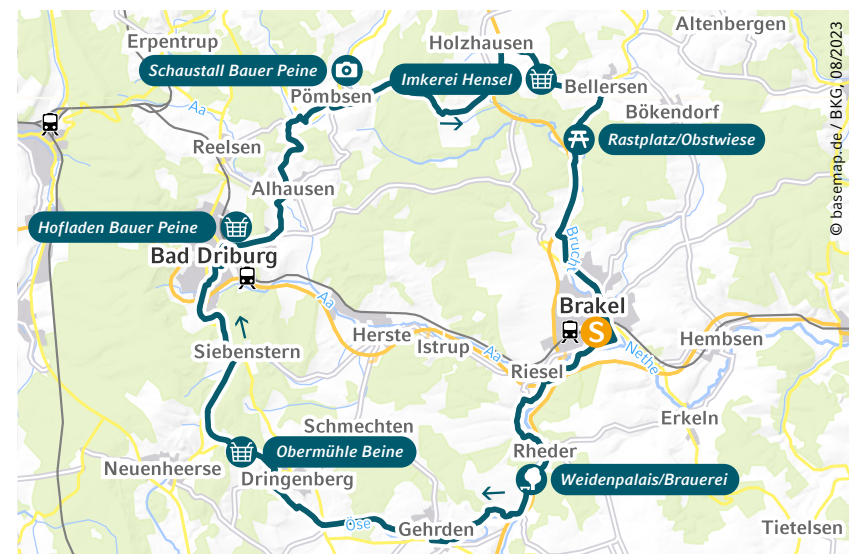 Altenbergen
Erpentrup
Holzhausen
Schaustall Bauer Peine
Imkerei Hensel
Bellersen
Pömbsen
Aa
Bökendorf
Rastplatz/Obstwiese
Reelsen
Alhausen
Hofladen Bauer Peine
Bad Driburg
Brucht
Aa
Brakel
S
Herste
Istrup
Aa
Nethe
Hembsen
Siebenstern
Riesel
Erkeln
Schmechten
Rheder
Obermühle Beine
Neuenheerse
Dringenberg
Weidenpalais/Brauerei
Öse
Gehrden
Tietelsen
© basemap.de / BKG, 08/2023